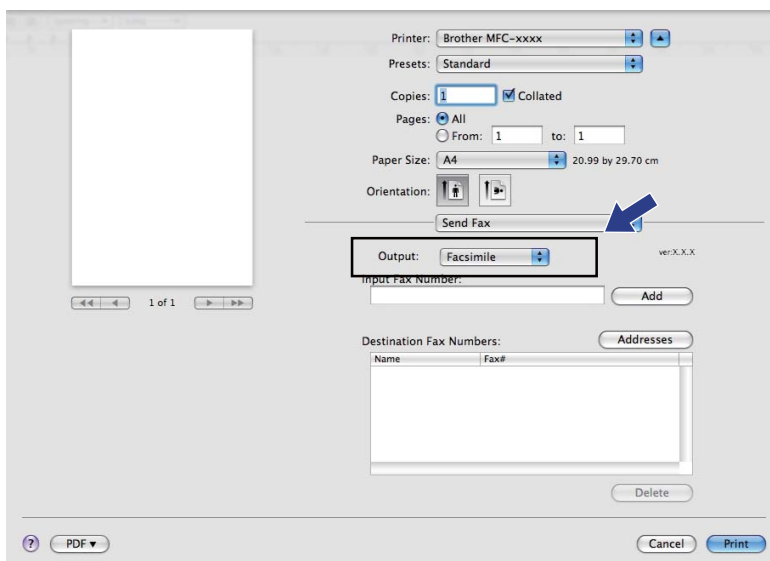 Printer: Brother MFC-xxxx
Presets: Standard
Copies: 1 Collated
Pages: All
From: 1 to: 1
Paper Size: A4 20.99 by 29.70 cm
Orientation:
Send Fax
Output: Facsimile ver:X.X.X
Input Fax Number:
Add
1 of 1
Destination Fax Numbers: Addresses
Name Fax#
Delete
? PDF ▾ Cancel Print